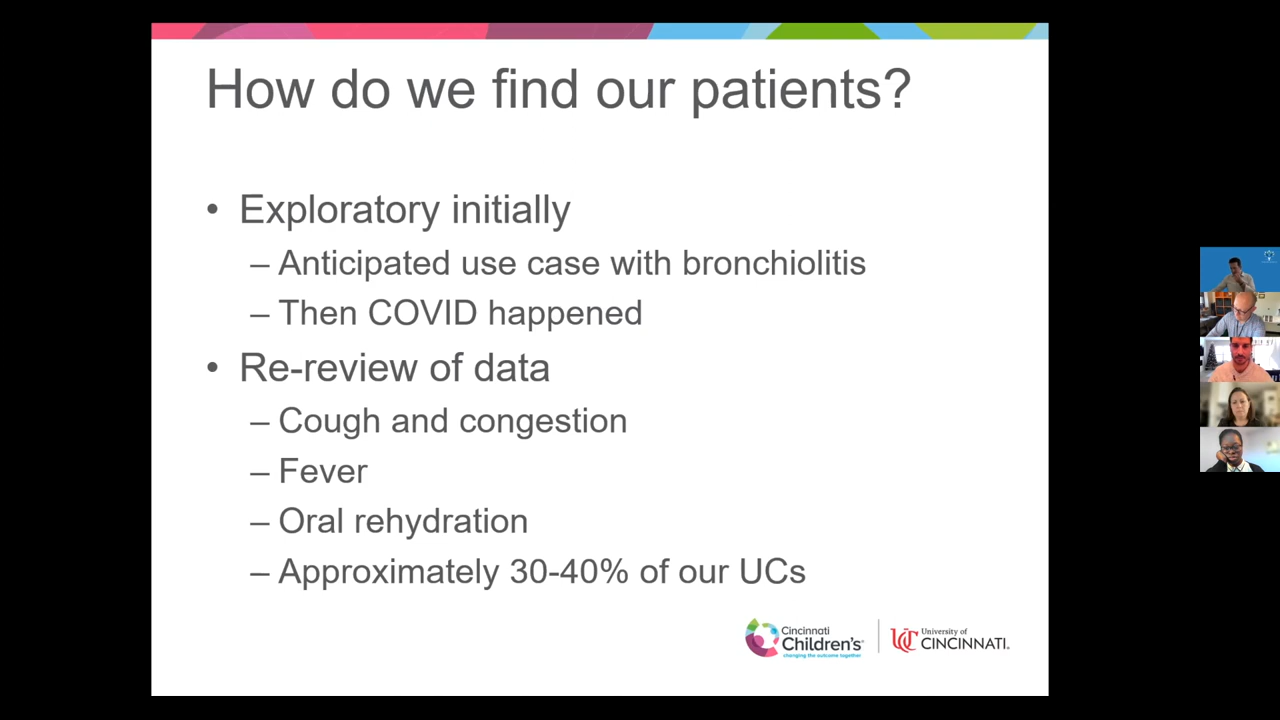 How do we find our patients?
• Exploratory initially
– Anticipated use case with bronchiolitis
– Then COVID happened
• Re-review of data
– Cough and congestion
– Fever
– Oral rehydration
– Approximately 30-40% of our UCs
Cincinnati
Children's
changing the outcome together
UC
University of
CINCINNATI.